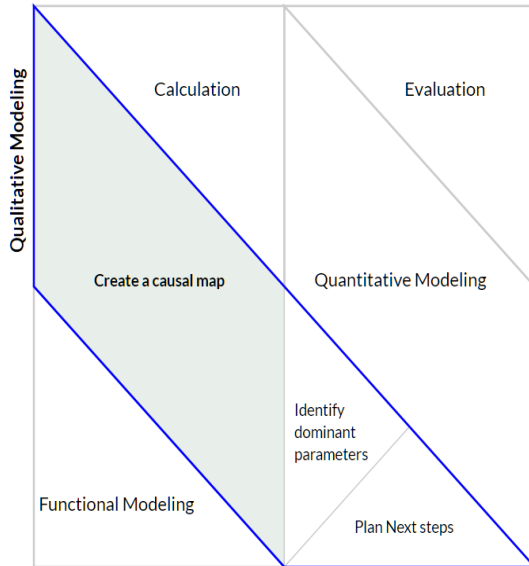 Qualitative Modeling
Calculation
Evaluation
Create a causal map
Quantitative Modeling
Identify
dominant
parameters
Functional Modeling
Plan Next steps